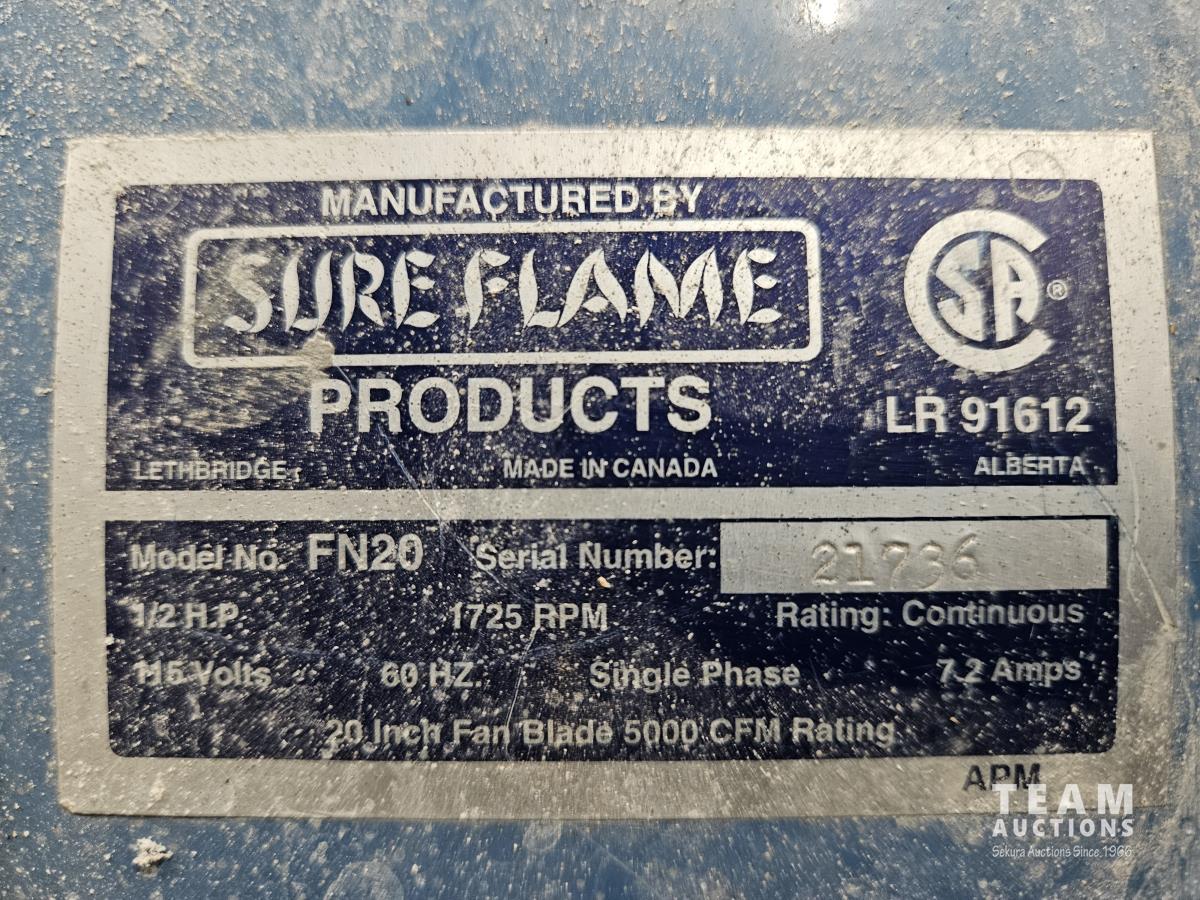 MANUFACTURED BY
SURE FLAME
PRODUCTS
CSA ®
LR 91612
LETHBRIDGE, MADE IN CANADA ALBERTA
Model No. FN20 Serial Number: 21736
1/2 H.P. 1725 RPM Rating: Continuous
115 Volts 60 HZ. Single Phase 7.2 Amps
20 Inch Fan Blade 5000 CFM Rating
APM
TEAM
AUCTIONS
Sekura Auctions Since 1966